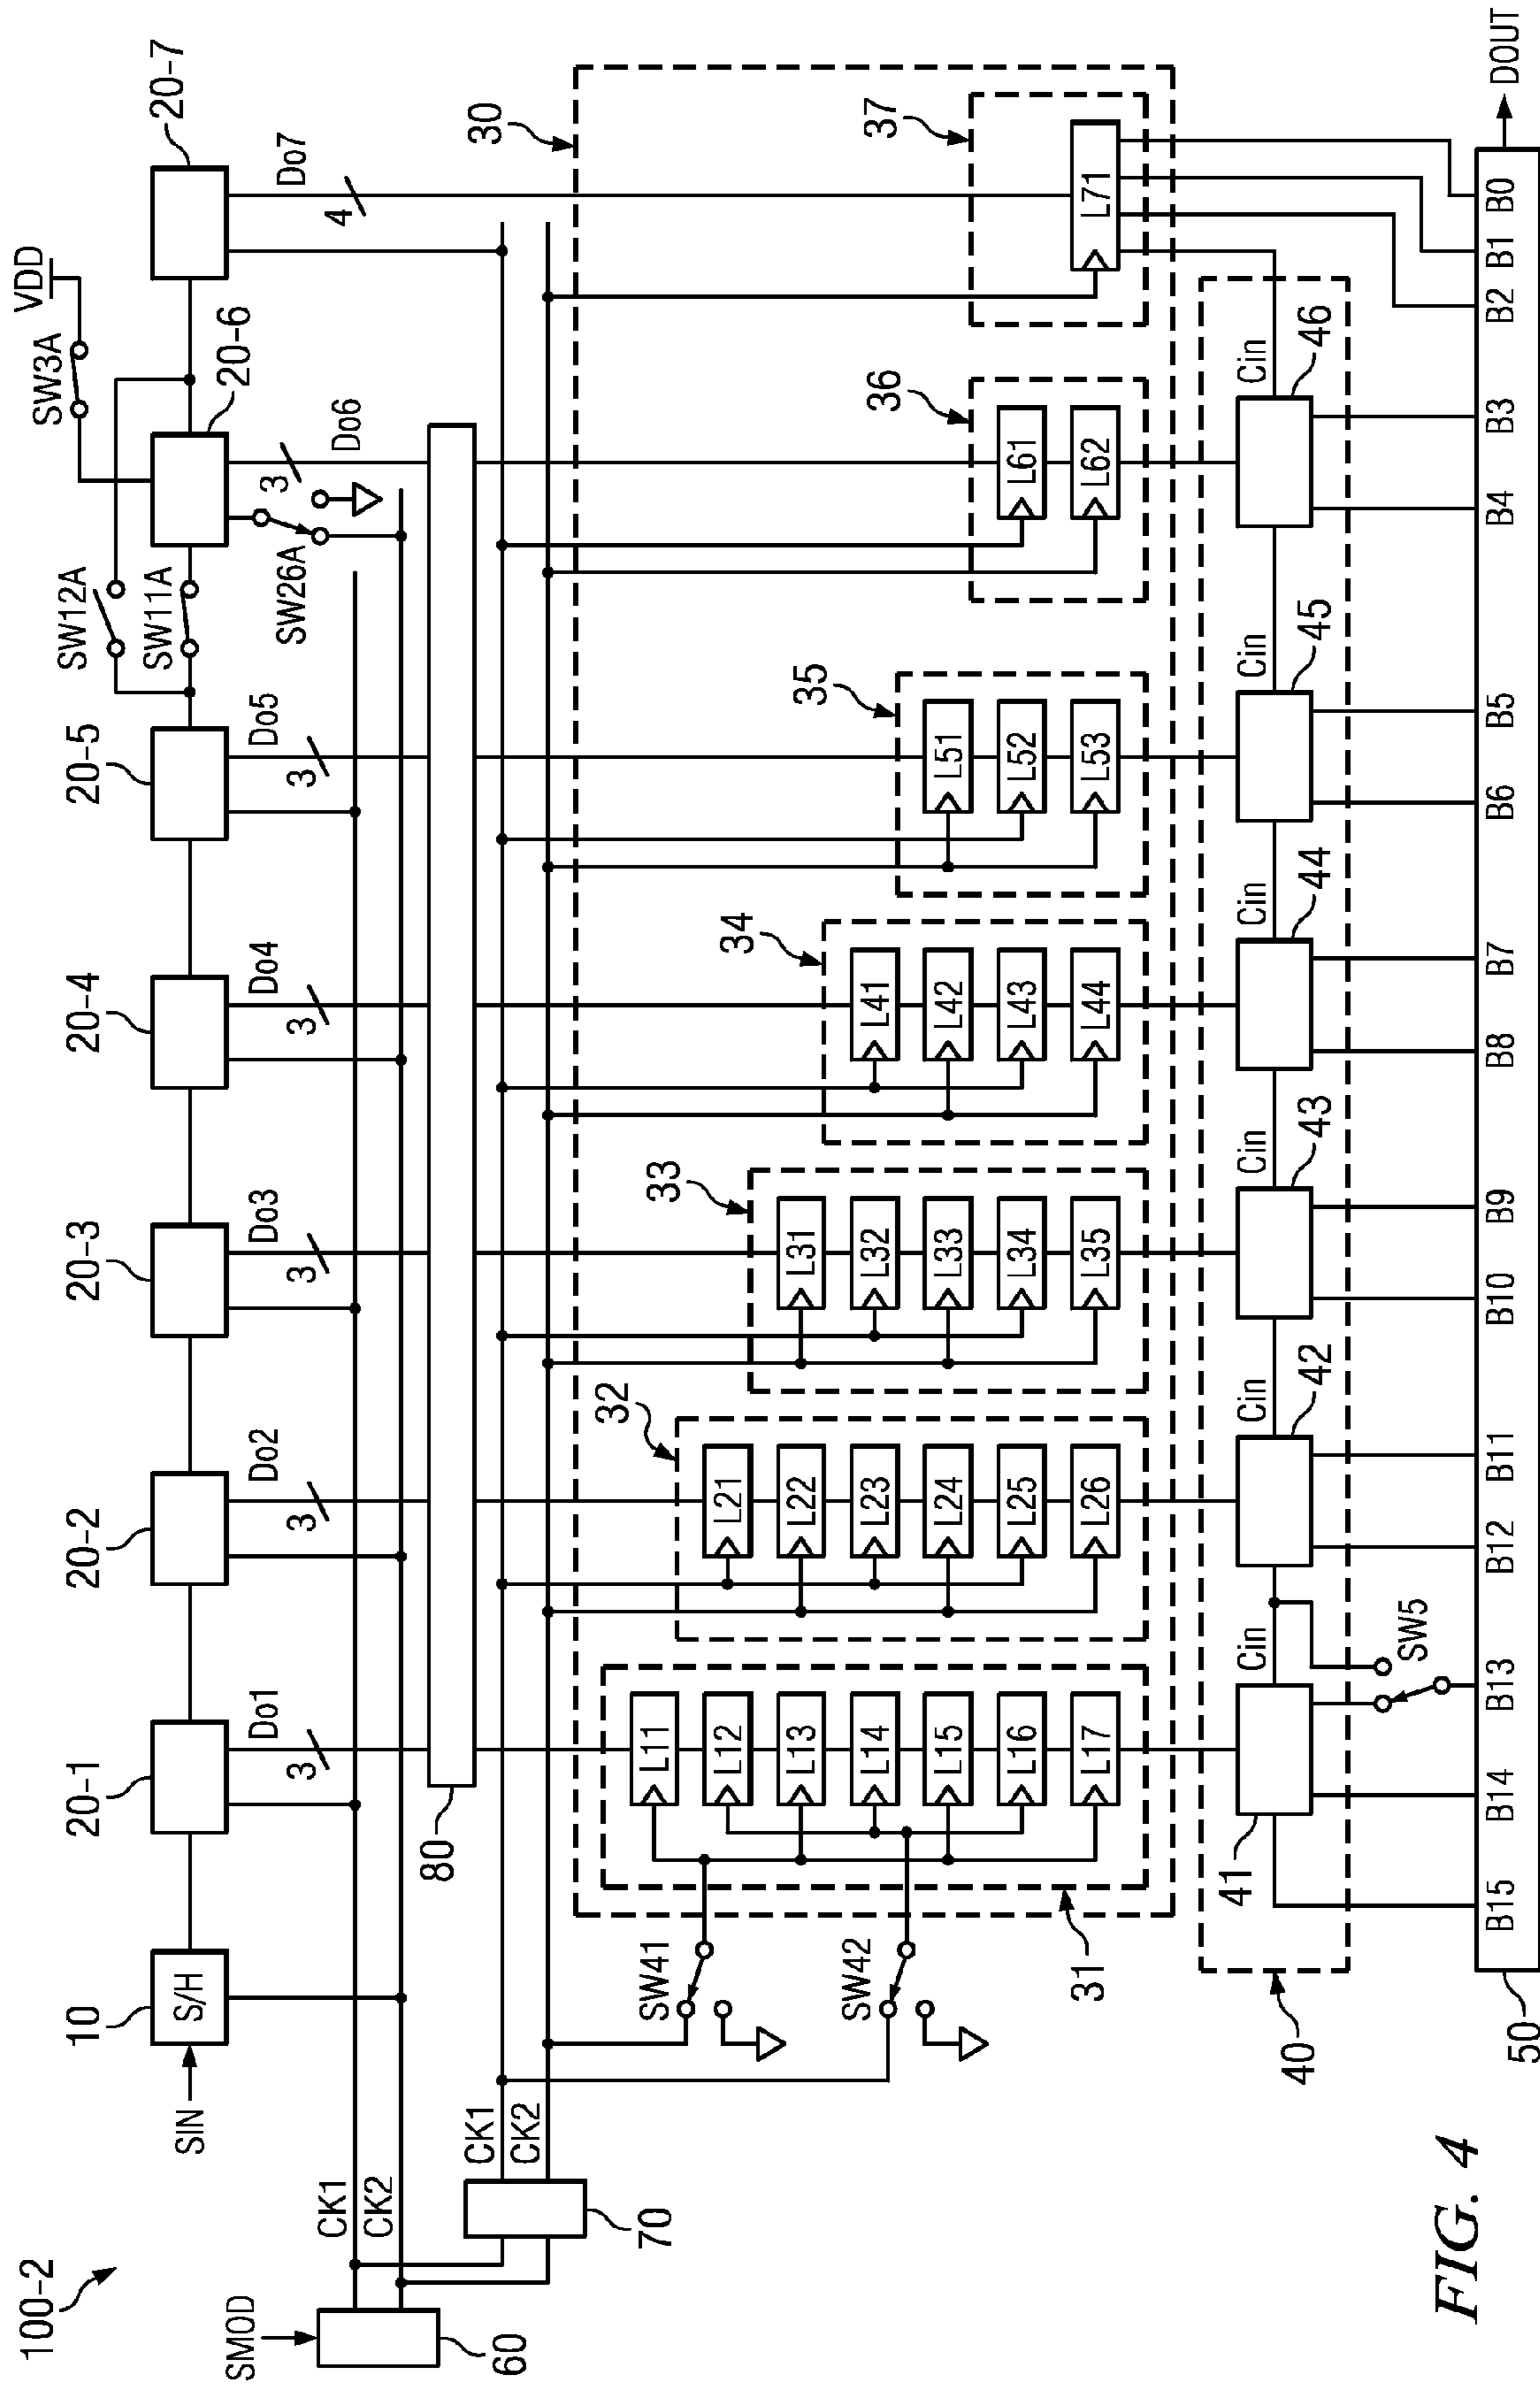 100-2
SMOD
60
CK1
CK2
70
CK1
CK2
SIN
10
S/H
20-1
20-2
20-3
20-4
20-5
20-6
20-7
SW12A
SW11A
SW3A
VDD
SW26A
Do1
3
Do2
3
Do3
3
Do4
3
Do5
3
Do6
3
Do7
4
80
30
SW41
SW42
31
L11
L12
L13
L14
L15
L16
L17
32
L21
L22
L23
L24
L25
L26
33
L31
L32
L33
L34
L35
34
L41
L42
L43
L44
35
L51
L52
L53
36
L61
L62
37
L71
40
41
Cin
42
Cin
43
Cin
44
Cin
45
Cin
46
Cin
SW5
50
B15
B14
B13
B12
B11
B10
B9
B8
B7
B6
B5
B4
B3
B2
B1
B0
DOUT
FIG. 4